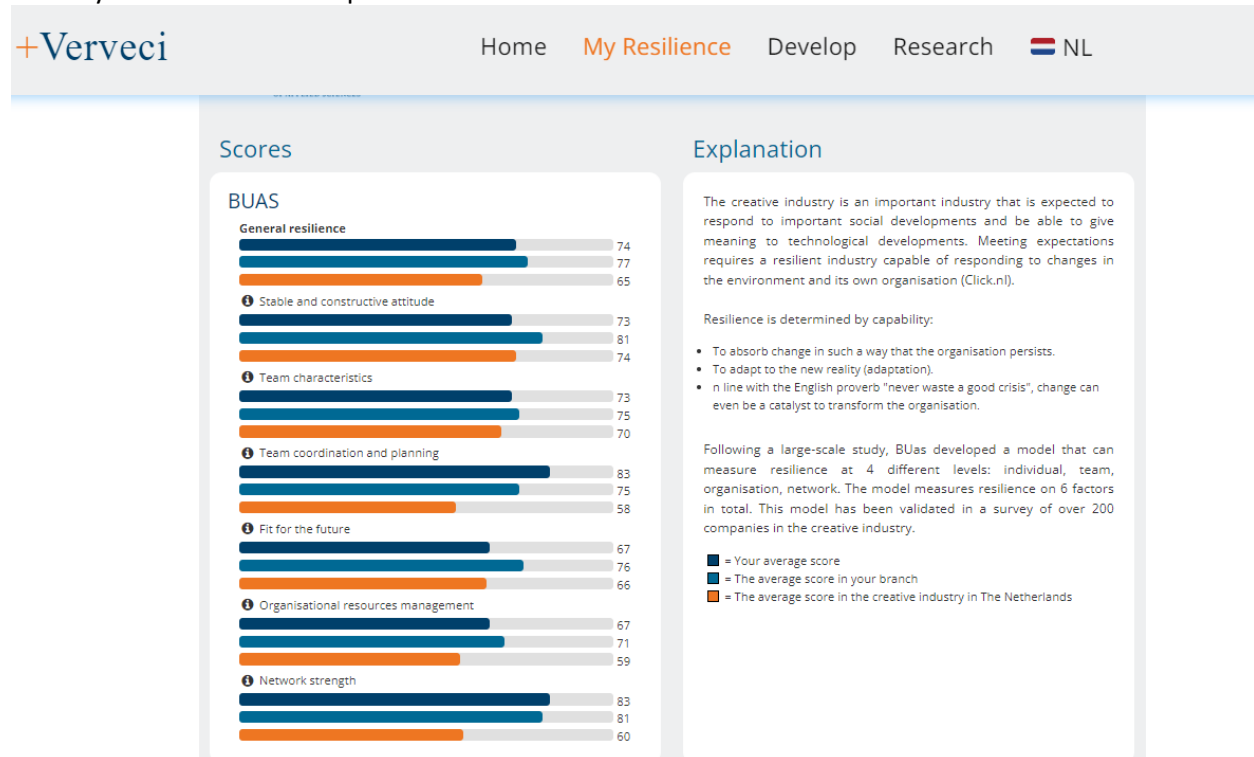 +Verveci
Home My Resilience Develop Research NL
Scores
BUAS
General resilience
74
77
65
Stable and constructive attitude
73
81
74
Team characteristics
73
75
70
Team coordination and planning
83
75
58
Fit for the future
67
76
66
Organisational resources management
67
71
59
Network strength
83
81
60
Explanation
The creative industry is an important industry that is expected to
respond to important social developments and be able to give
meaning to technological developments. Meeting expectations
requires a resilient industry capable of responding to changes in
the environment and its own organisation (Click.nl).
Resilience is determined by capability:
• To absorb change in such a way that the organisation persists.
• To adapt to the new reality (adaptation).
• n line with the English proverb "never waste a good crisis", change can
even be a catalyst to transform the organisation.
Following a large-scale study, BUas developed a model that can
measure resilience at 4 different levels: individual, team,
organisation, network. The model measures resilience on 6 factors
in total. This model has been validated in a survey of over 200
companies in the creative industry.
= Your average score
= The average score in your branch
= The average score in the creative industry in The Netherlands